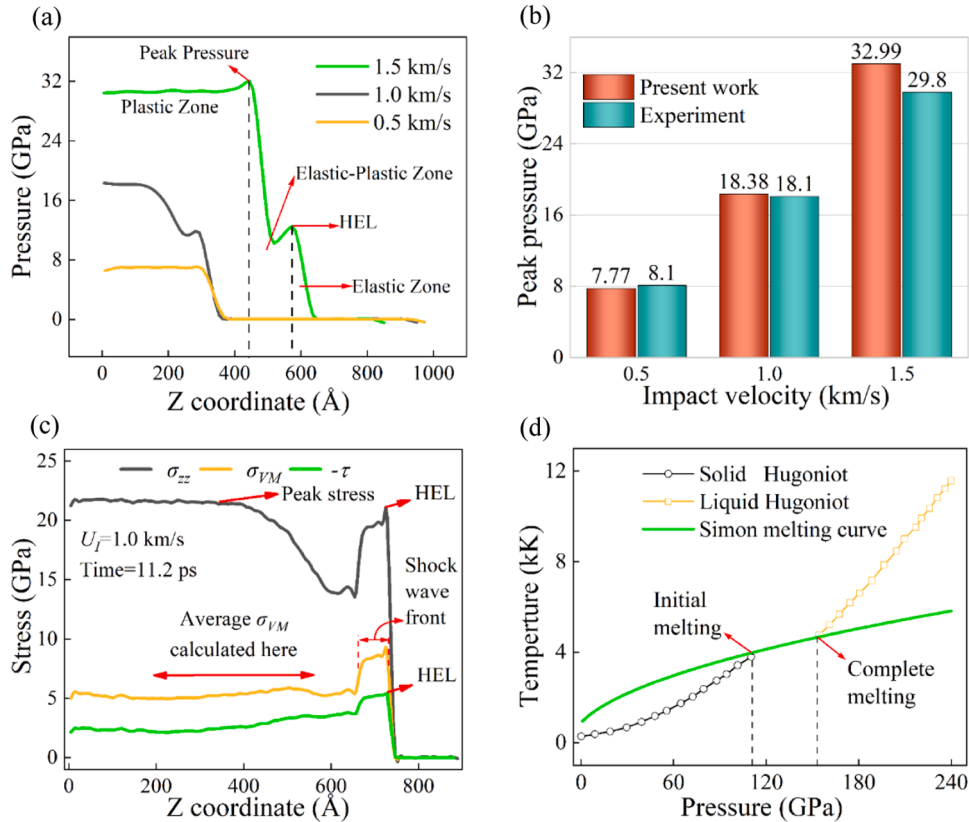 (a)
Peak Pressure
1.5 km/s
1.0 km/s
0.5 km/s
Plastic Zone
Elastic-Plastic Zone
HEL
Elastic Zone
32
24
16
8
0
Pressure (GPa)
0 200 400 600 800 1000
Z coordinate (Å)
(b)
Present work
Experiment
7.77
8.1
18.38
18.1
32.99
29.8
32
24
16
8
0
Peak pressure (GPa)
0.5 1.0 1.5
Impact velocity (km/s)
(c)
σzz σVM -τ
Peak stress
HEL
UI=1.0 km/s
Time=11.2 ps
Shock
wave
front
Average σVM
calculated here
HEL
25
20
15
10
5
0
Stress (GPa)
0 200 400 600 800
Z coordinate (Å)
(d)
Solid Hugoniot
Liquid Hugoniot
Simon melting curve
Initial
melting
Complete
melting
12
8
4
0
Temperture (kK)
0 60 120 180 240
Pressure (GPa)